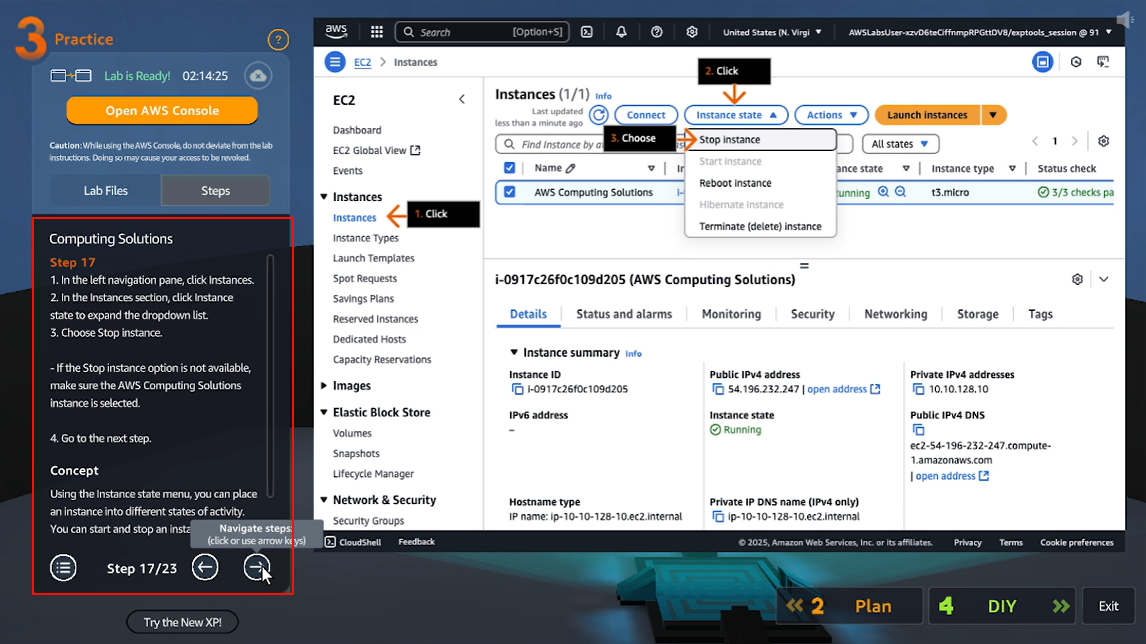 3 Practice
?
Lab is Ready! 02:14:25
Open AWS Console
Caution: While using the AWS Console, do not deviate from the lab
instructions. Doing so may cause your access to be revoked.
Lab Files
Steps
Computing Solutions
Step 17
1. In the left navigation pane, click Instances.
2. In the Instances section, click Instance
state to expand the dropdown list.
3. Choose Stop instance.
- If the Stop instance option is not available,
make sure the AWS Computing Solutions
instance is selected.
4. Go to the next step.
Concept
Using the Instance state menu, you can place
an instance into different states of activity.
You can start and stop an inst
Navigate steps
(click or use arrow keys)
Step 17/23
Try the New XP!
aws
Search [Option+S]
United States (N. Virgi
AWSLabsUser-xzvD6teCiffnmpRPGttDV8/exptools_session @ 91
EC2 > Instances
EC2
Dashboard
EC2 Global View
Events
Instances
Instances
1. Click
Instance Types
Launch Templates
Spot Requests
Savings Plans
Reserved Instances
Dedicated Hosts
Capacity Reservations
Images
Elastic Block Store
Volumes
Snapshots
Lifecycle Manager
Network & Security
Security Groups
2. Click
Instances (1/1) Info
Last updated
less than a minute ago
Connect
Instance state
Actions
Launch instances
3. Choose
Find Instance by a
All states
1
Stop instance
Start instance
Reboot instance
Hibernate instance
Terminate (delete) instance
Name
ce state
Instance type
Status check
AWS Computing Solutions
i-
unning
t3.micro
3/3 checks pa
i-0917c26f0c109d205 (AWS Computing Solutions)
Details
Status and alarms
Monitoring
Security
Networking
Storage
Tags
Instance summary Info
Instance ID
i-0917c26f0c109d205
Public IPv4 address
54.196.232.247 | open address
Private IPv4 addresses
10.10.128.10
IPv6 address
–
Instance state
Running
Public IPv4 DNS
ec2-54-196-232-247.compute-
1.amazonaws.com
| open address
Hostname type
IP name: ip-10-10-128-10.ec2.internal
Private IP DNS name (IPv4 only)
ip-10-10-128-10.ec2.internal
CloudShell
Feedback
© 2025, Amazon Web Services, Inc. or its affiliates.
Privacy
Terms
Cookie preferences
2 Plan
4 DIY
Exit